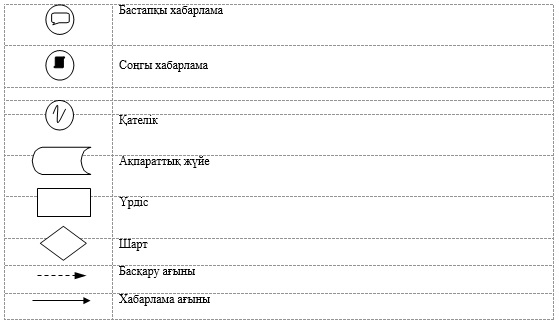 Бастапқы хабарлама
Соңғы хабарлама
Қателік
Ақпараттық жүйе
Үрдіс
Шарт
Басқару ағыны
Хабарлама ағыны